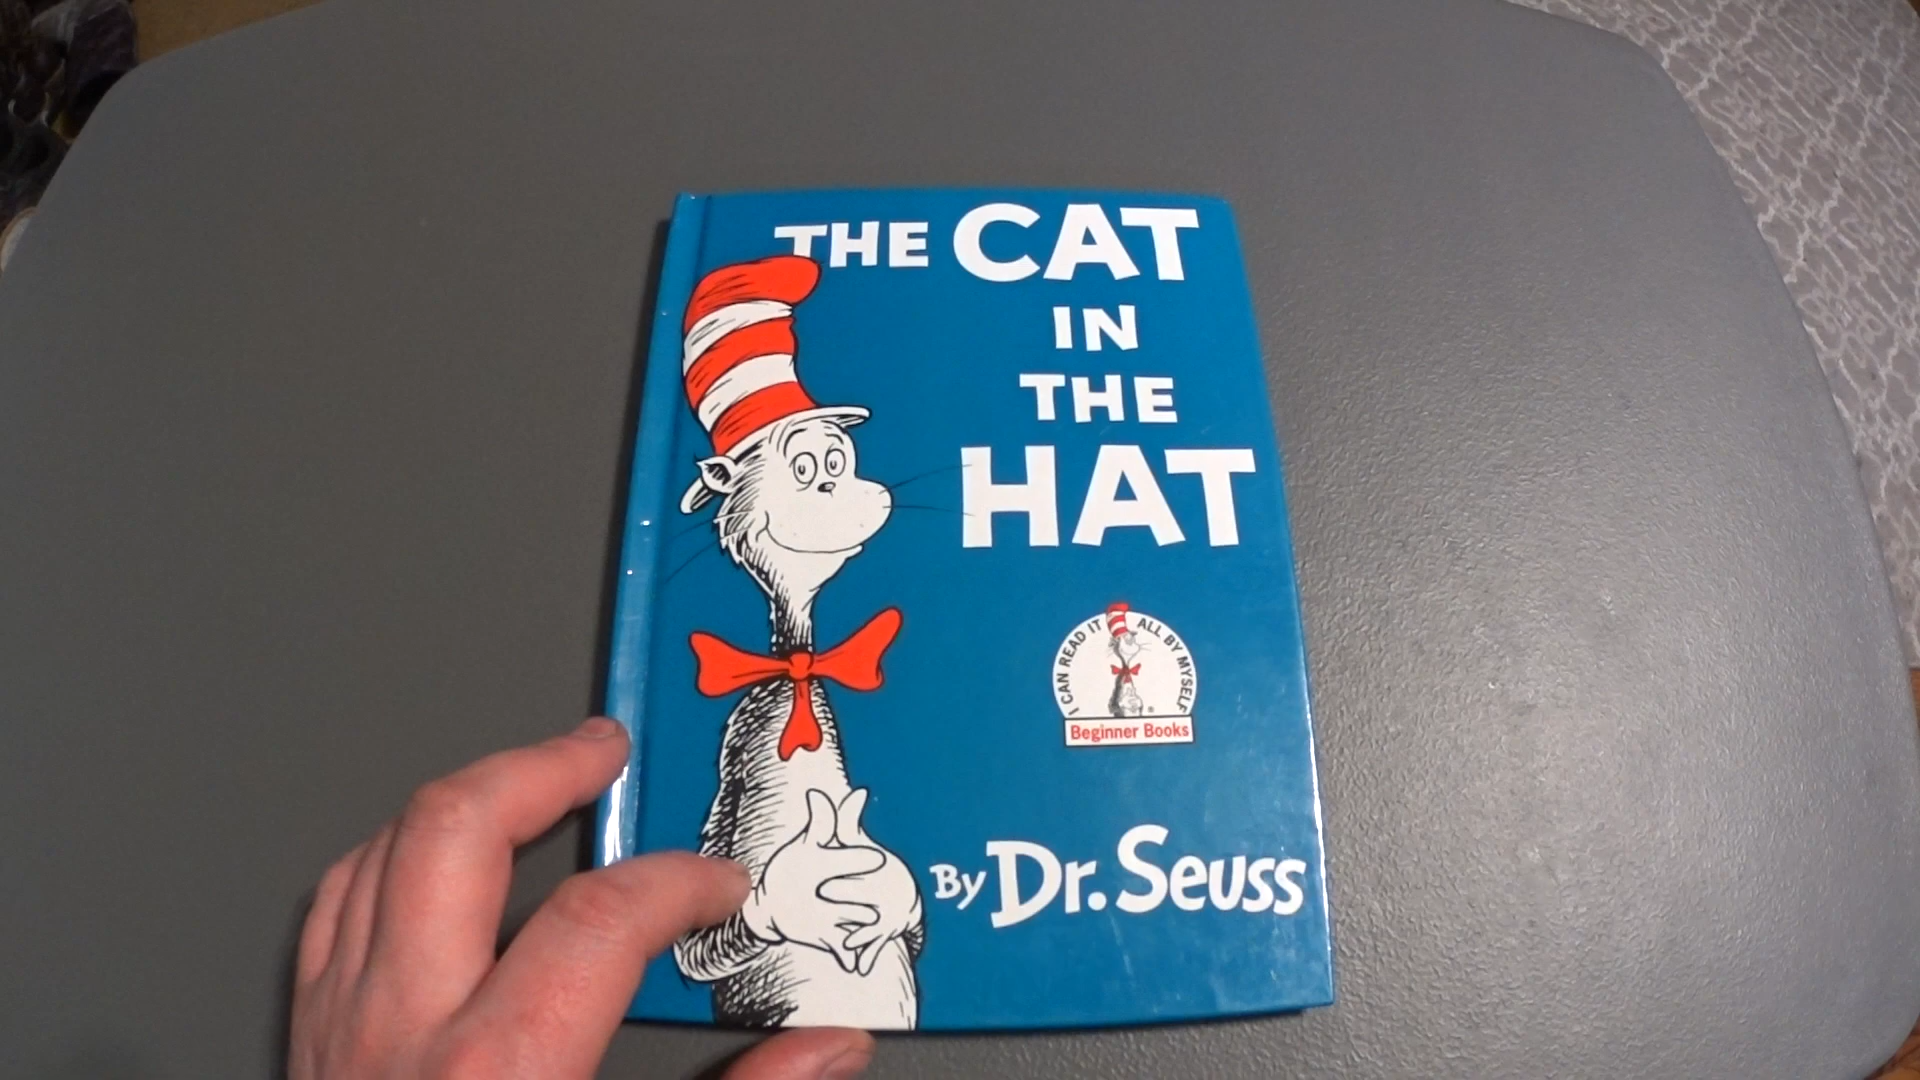 THE CAT
IN
THE
HAT
I CAN READ IT ALL BY MYSELF
Beginner Books
By Dr. Seuss